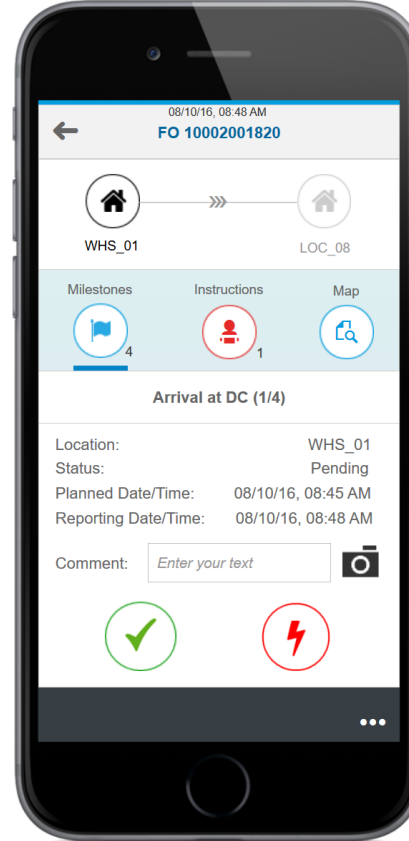 08/10/16, 08:48 AM
FO 10002001820
WHS_01 LOC_08
Milestones Instructions Map
4 1
Arrival at DC (1/4)
Location: WHS_01
Status: Pending
Planned Date/Time: 08/10/16, 08:45 AM
Reporting Date/Time: 08/10/16, 08:48 AM
Comment: Enter your text